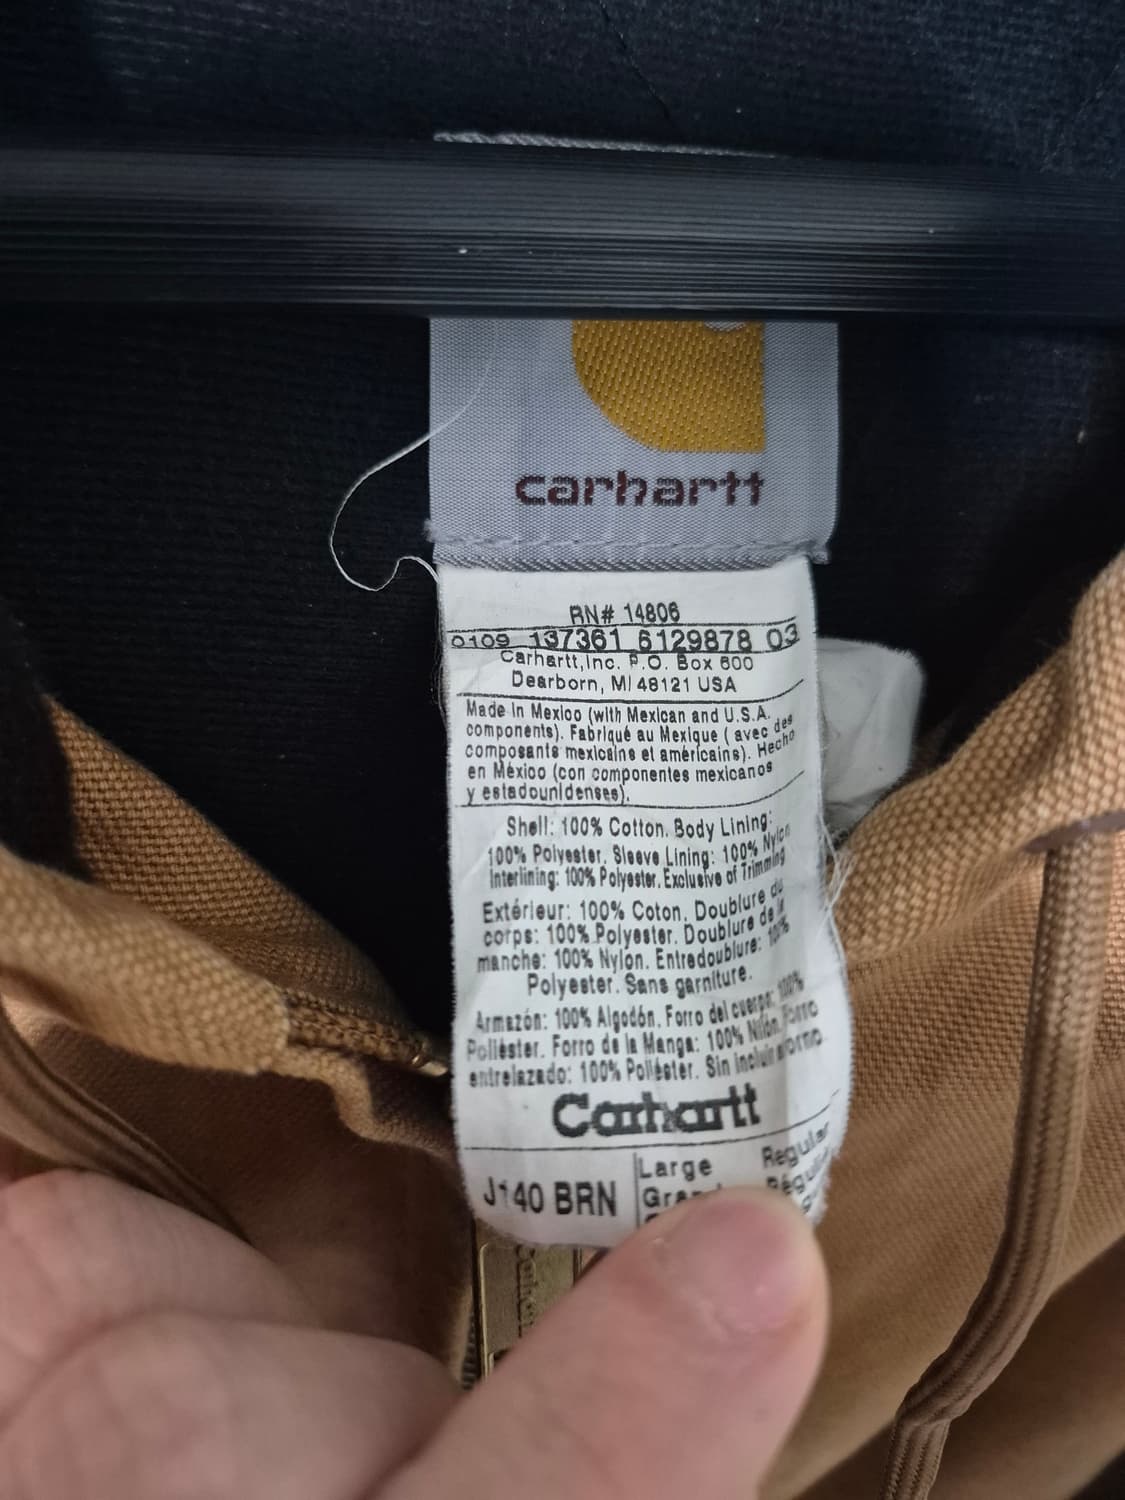 carhartt
RN# 14806
0109 137361 6129878 03
Carhartt,Inc. P.O. Box 600
Dearborn, MI 48121 USA
Made in Mexico (with Mexican and U.S.A.
components). Fabriqué au Mexique ( avec des
composants mexicains et américains). Hecho
en México (con componentes mexicanos
y estadounidenses).
Shell: 100% Cotton. Body Lining:
100% Polyester. Sleeve Lining: 100% Nylon
Interlining: 100% Polyester. Exclusive of Trimming
Extérieur: 100% Coton. Doublure du
corps: 100% Polyester. Doublure de la
manche: 100% Nylon. Entredoublure: 100%
Polyester. Sans garniture.
Armazón: 100% Algodón. Forro del cuerpo: 100%
Poliéster. Forro de la Manga: 100% Nilón. Forro
entrelazado: 100% Poliéster. Sin incluir adorno.
Carhartt
J140 BRN
Large Regular